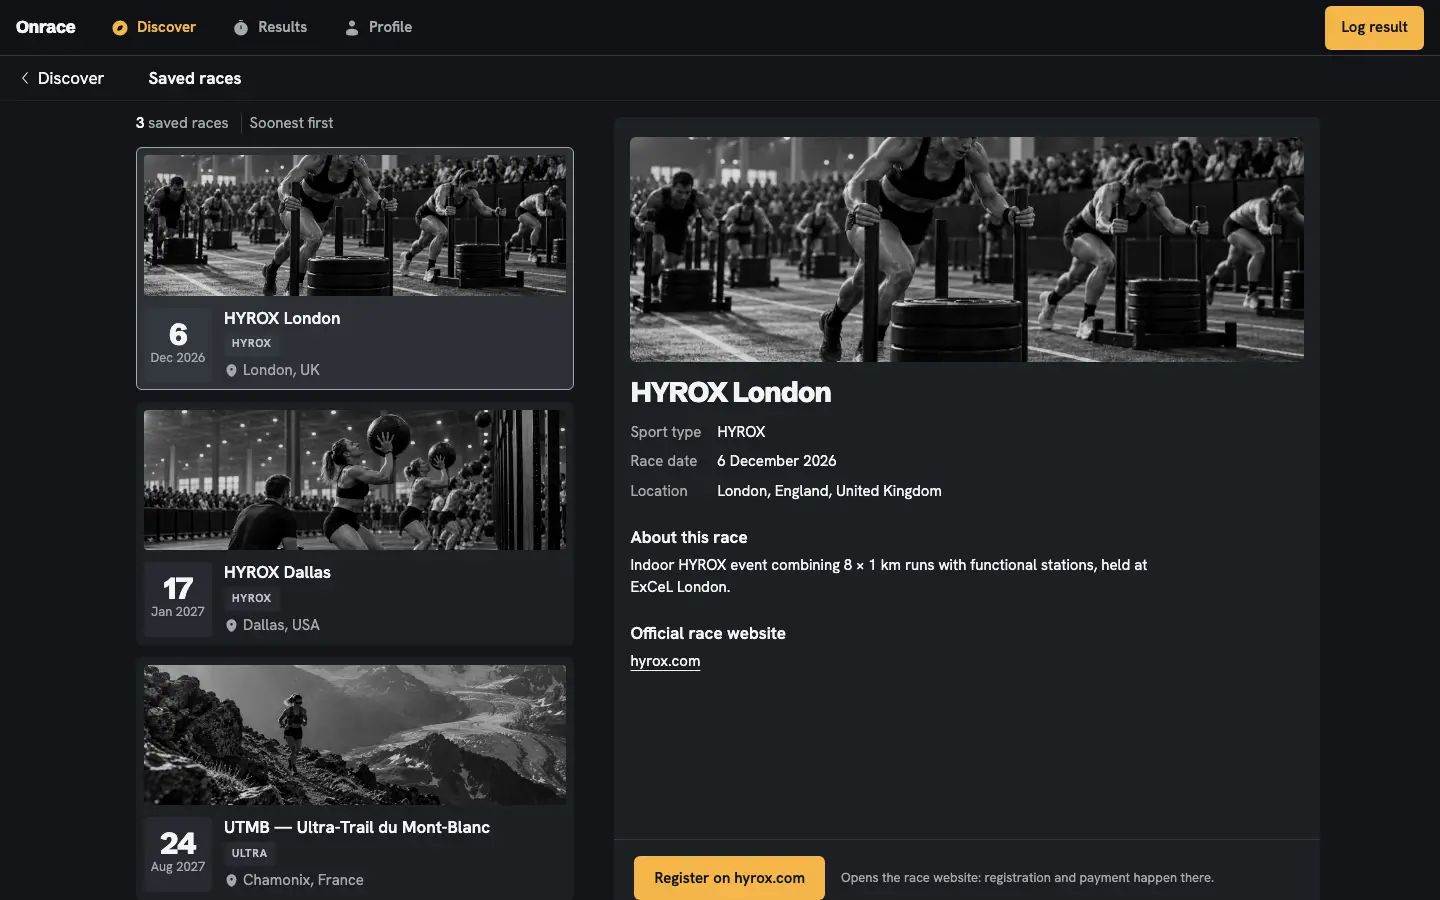 Onrace
Discover
Results
Profile
Log result
Discover
Saved races
3 saved races
Soonest first
6
Dec 2026
HYROX London
HYROX
London, UK
17
Jan 2027
HYROX Dallas
HYROX
Dallas, USA
24
Aug 2027
UTMB — Ultra-Trail du Mont-Blanc
ULTRA
Chamonix, France
HYROX London
Sport type HYROX
Race date 6 December 2026
Location London, England, United Kingdom
About this race
Indoor HYROX event combining 8 × 1 km runs with functional stations, held at
ExCeL London.
Official race website
hyrox.com
Register on hyrox.com
Opens the race website: registration and payment happen there.